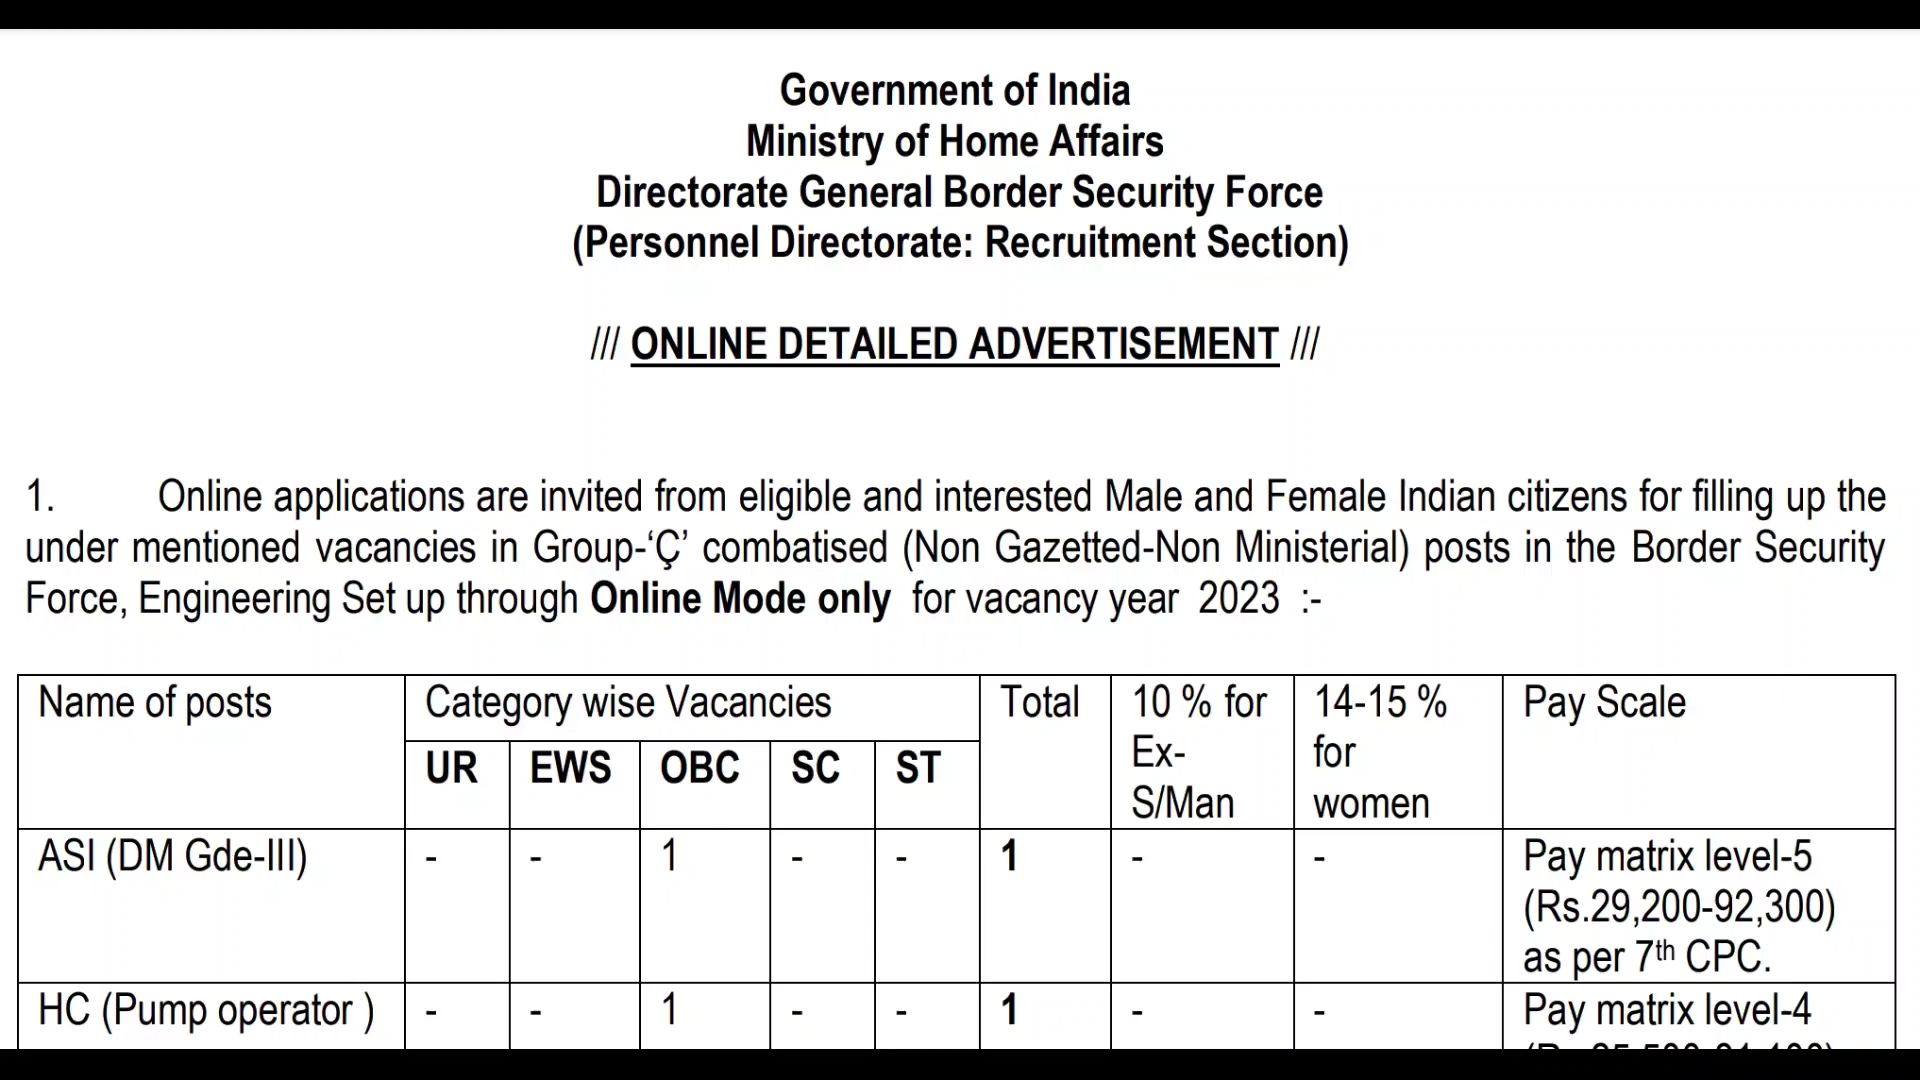 Government of India
Ministry of Home Affairs
Directorate General Border Security Force
(Personnel Directorate: Recruitment Section)
/// ONLINE DETAILED ADVERTISEMENT ///
1. Online applications are invited from eligible and interested Male and Female Indian citizens for filling up the
under mentioned vacancies in Group-‘Ç’ combatised (Non Gazetted-Non Ministerial) posts in the Border Security
Force, Engineering Set up through Online Mode only for vacancy year 2023 :-
Name of posts Category wise Vacancies Total 10 % for 14-15 % Pay Scale
Ex- for
UR EWS OBC SC ST
S/Man women
ASI (DM Gde-III) - - 1 - - 1 - - Pay matrix level-5
(Rs.29,200-92,300)
as per 7th CPC.
HC (Pump operator ) - - 1 - - 1 - - Pay matrix level-4